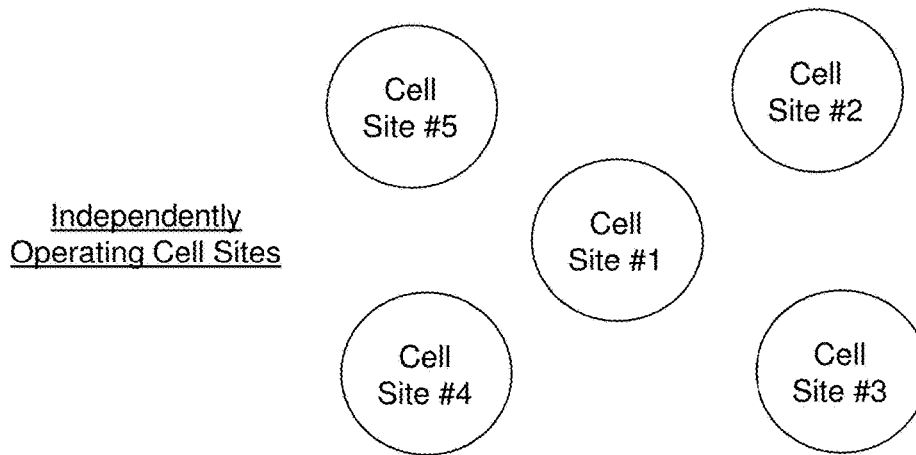 Cell
Site #5
Cell
Site #2
Independently
Operating Cell Sites
Cell
Site #1
Cell
Site #4
Cell
Site #3